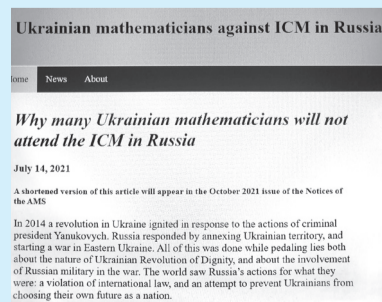 Ukrainian mathematicians against ICM in Russia
Home News About
Why many Ukrainian mathematicians will not
attend the ICM in Russia
July 14, 2021
A shortened version of this article will appear in the October 2021 issue of the Notices of
the AMS
In 2014 a revolution in Ukraine ignited in response to the actions of criminal
president Yanukovych. Russia responded by annexing Ukrainian territory, and
starting a war in Eastern Ukraine. All of this was done while pedaling lies both
about the nature of Ukrainian Revolution of Dignity, and about the involvement
of Russian military in the war. The world saw Russia's actions for what they
were: a violation of international law, and an attempt to prevent Ukrainians from
choosing their own future as a nation.